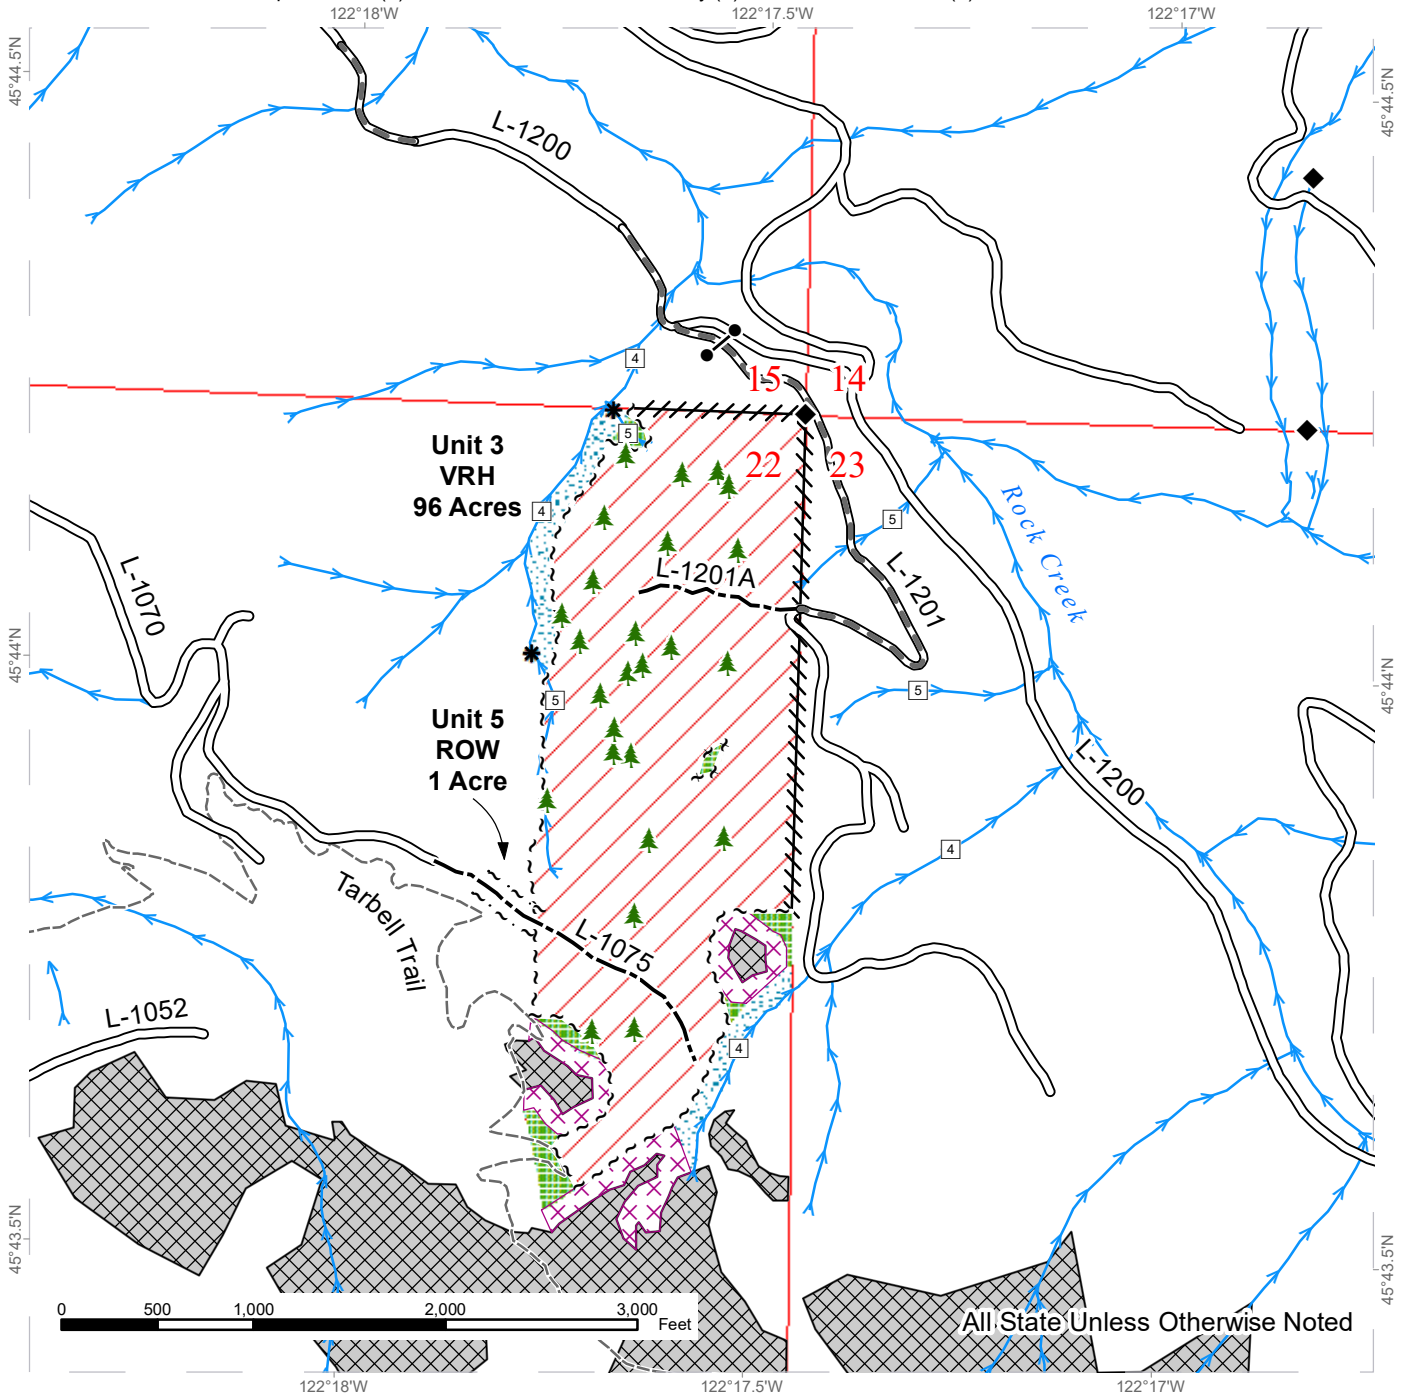 122°18'W
122°17.5'W
122°17'W
45°44.5'N
45°44.5'N
L-1200
4
15
14
Unit 3
VRH
96 Acres
5
22
23
4
5
Rock Creek
L-1070
L-1201A
L-1201
45°44'N
45°44'N
5
5
Unit 5
ROW
1 Acre
L-1200
4
Tarbell Trail
L-1075
L-1052
4
45°43.5'N
45°43.5'N
0 500 1,000 2,000 3,000
Feet
All State Unless Otherwise Noted
122°18'W
122°17.5'W
122°17'W